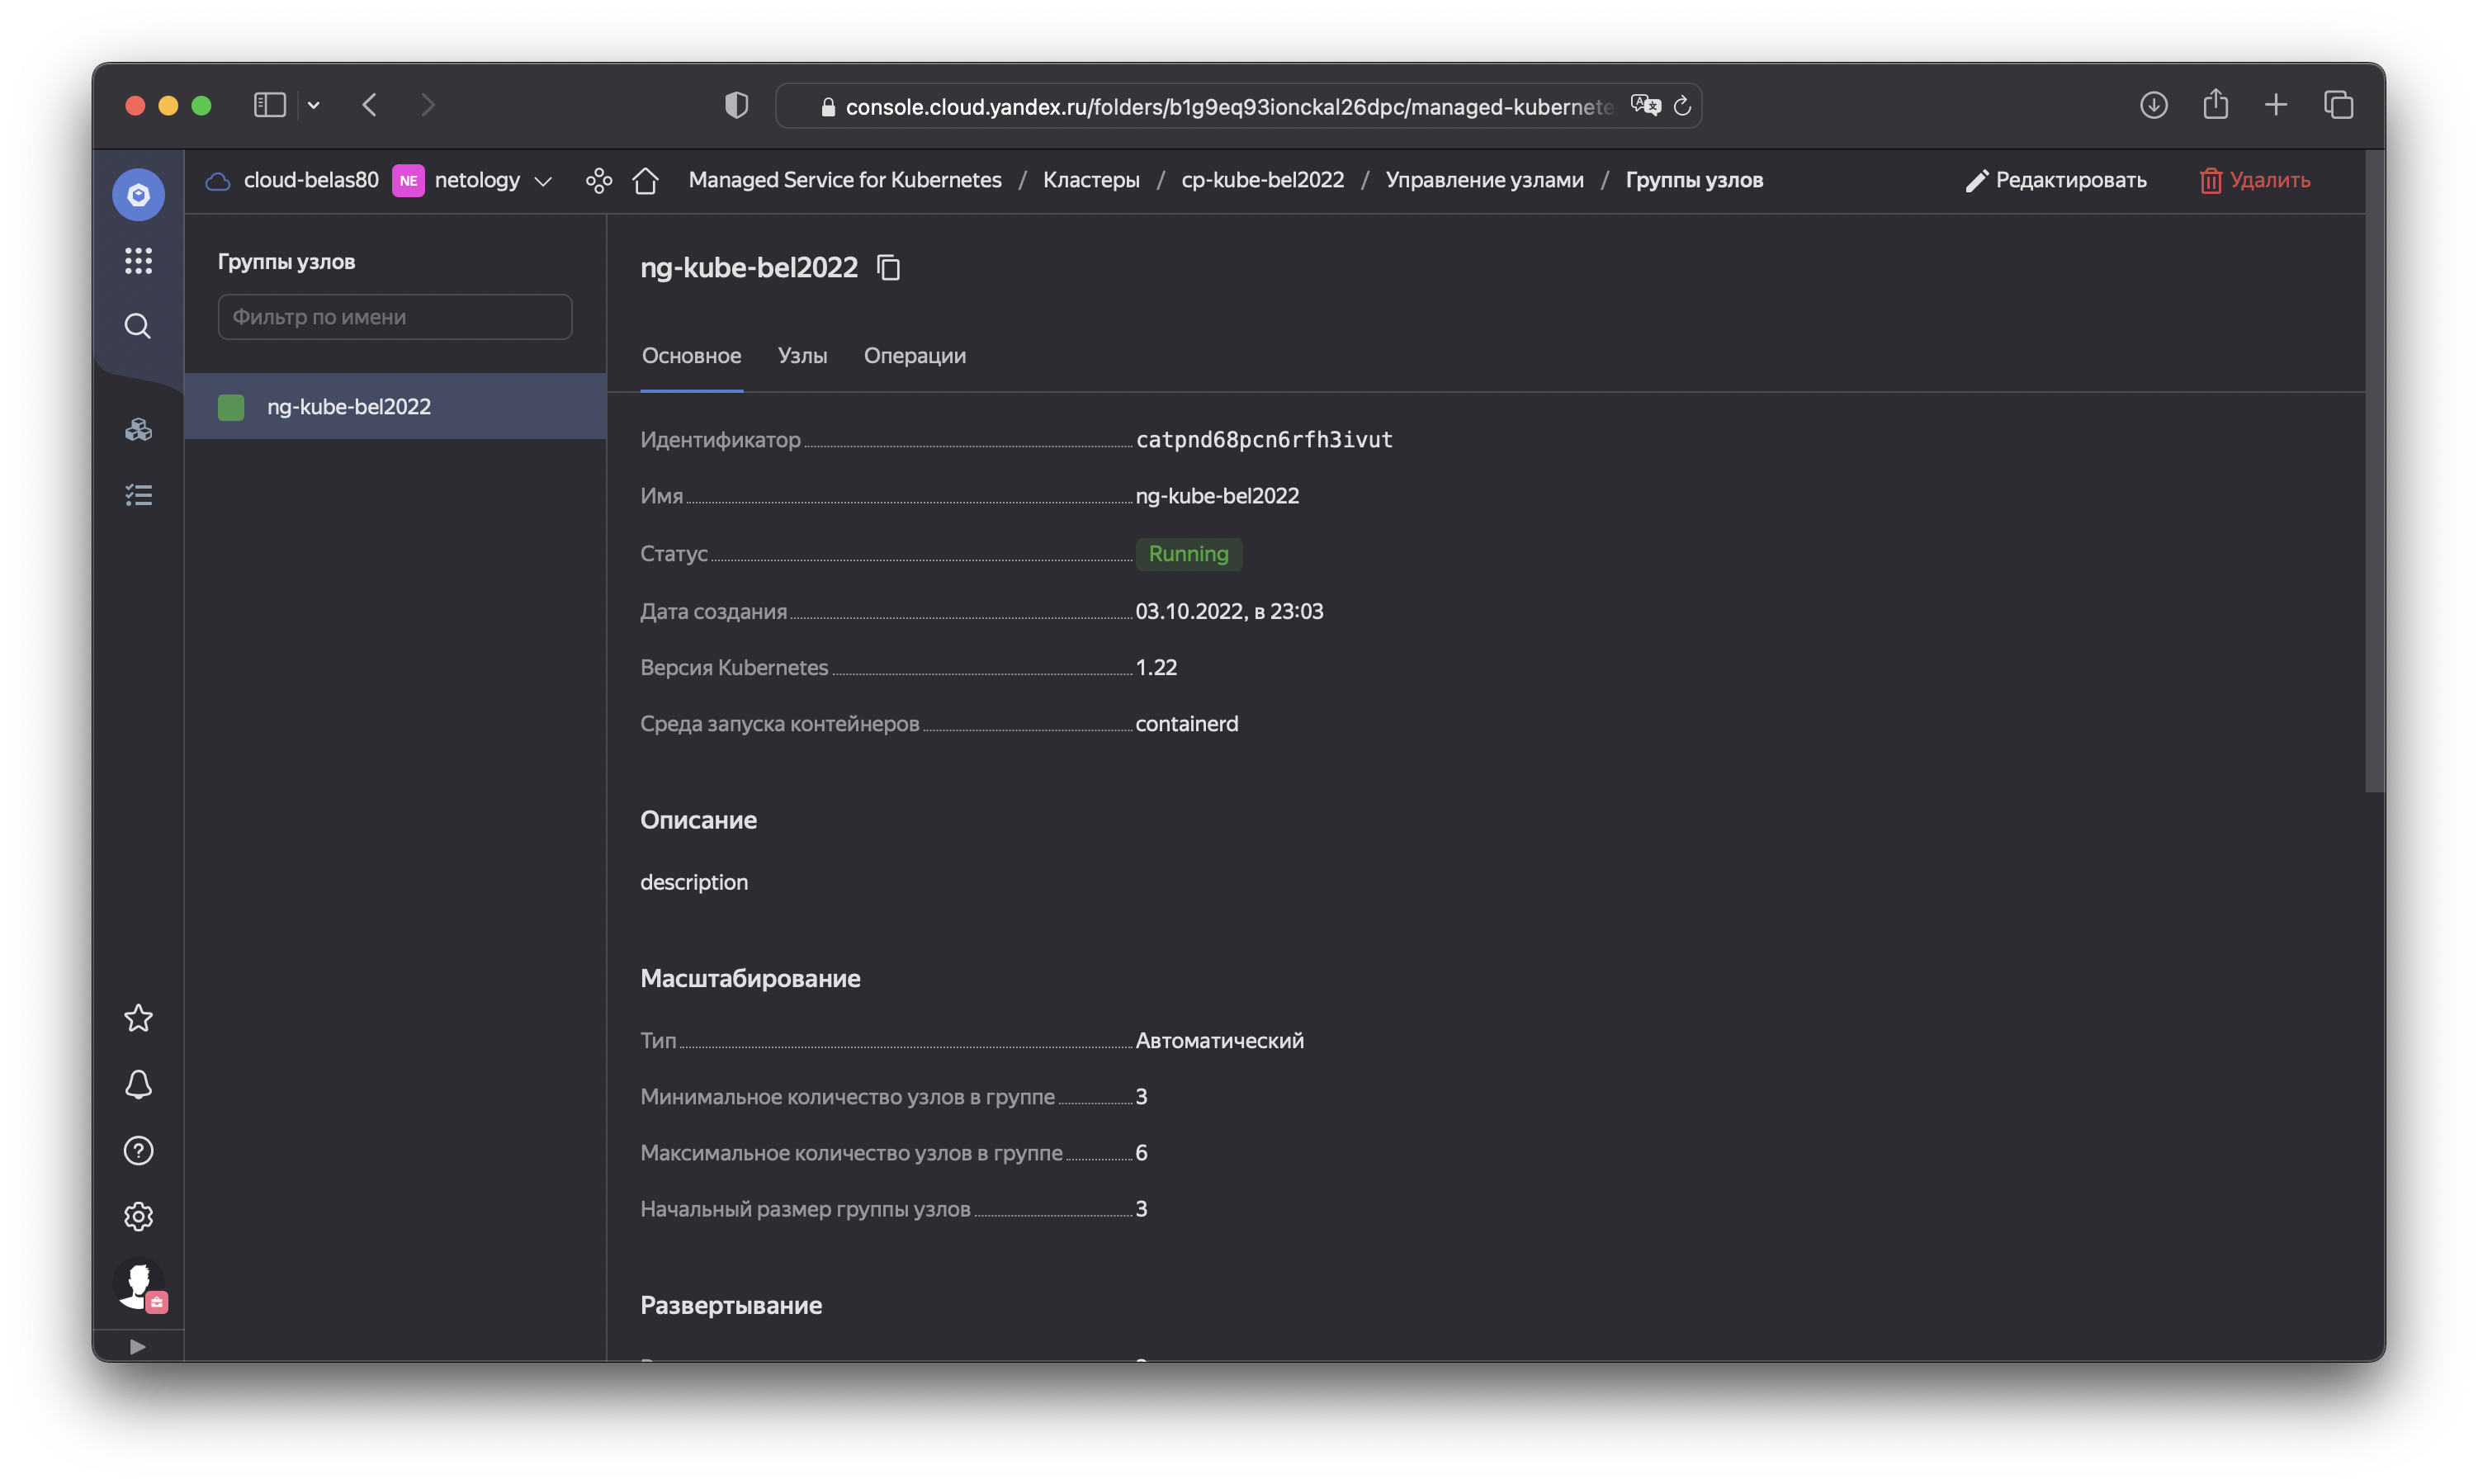 console.cloud.yandex.ru/folders/b1g9eq93ionckal26dpc/managed-kubernete
cloud-belas80 NE netology Managed Service for Kubernetes / Кластеры / cp-kube-bel2022 / Управление узлами / Группы узлов Редактировать Удалить
Группы узлов
Фильтр по имени
ng-kube-bel2022
ng-kube-bel2022
Основное Узлы Операции
Идентификатор catpnd68pcn6rfh3ivut
Имя ng-kube-bel2022
Статус Running
Дата создания 03.10.2022, в 23:03
Версия Kubernetes 1.22
Среда запуска контейнеров containerd
Описание
description
Масштабирование
Тип Автоматический
Минимальное количество узлов в группе 3
Максимальное количество узлов в группе 6
Начальный размер группы узлов 3
Развертывание